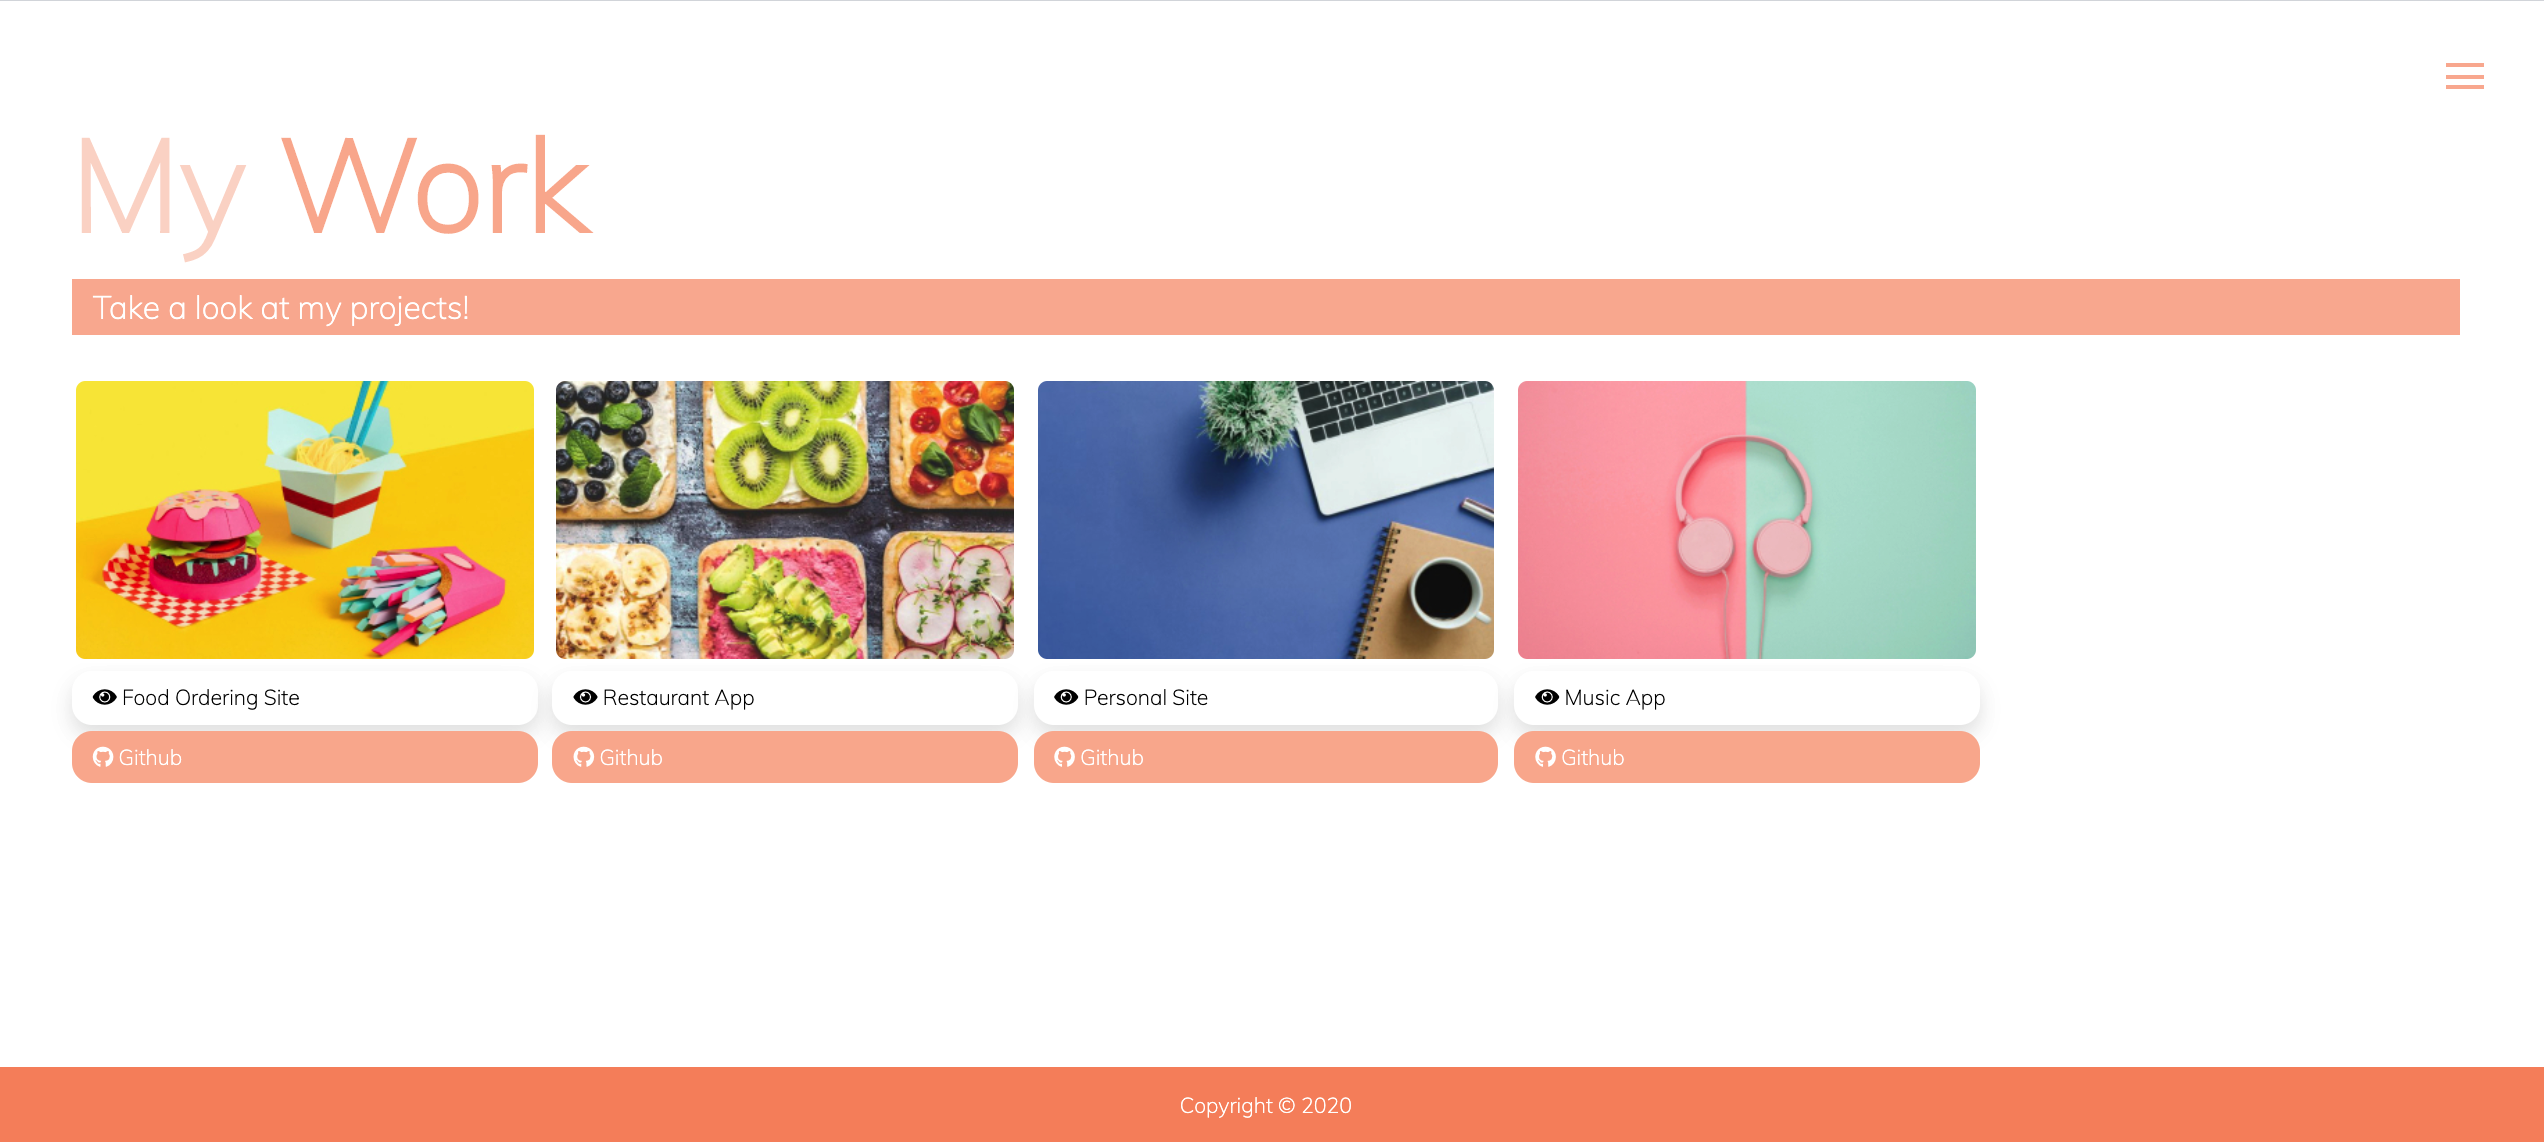 My Work
Take a look at my projects!
Food Ordering Site
Restaurant App
Personal Site
Music App
Github
Github
Github
Github
Copyright © 2020